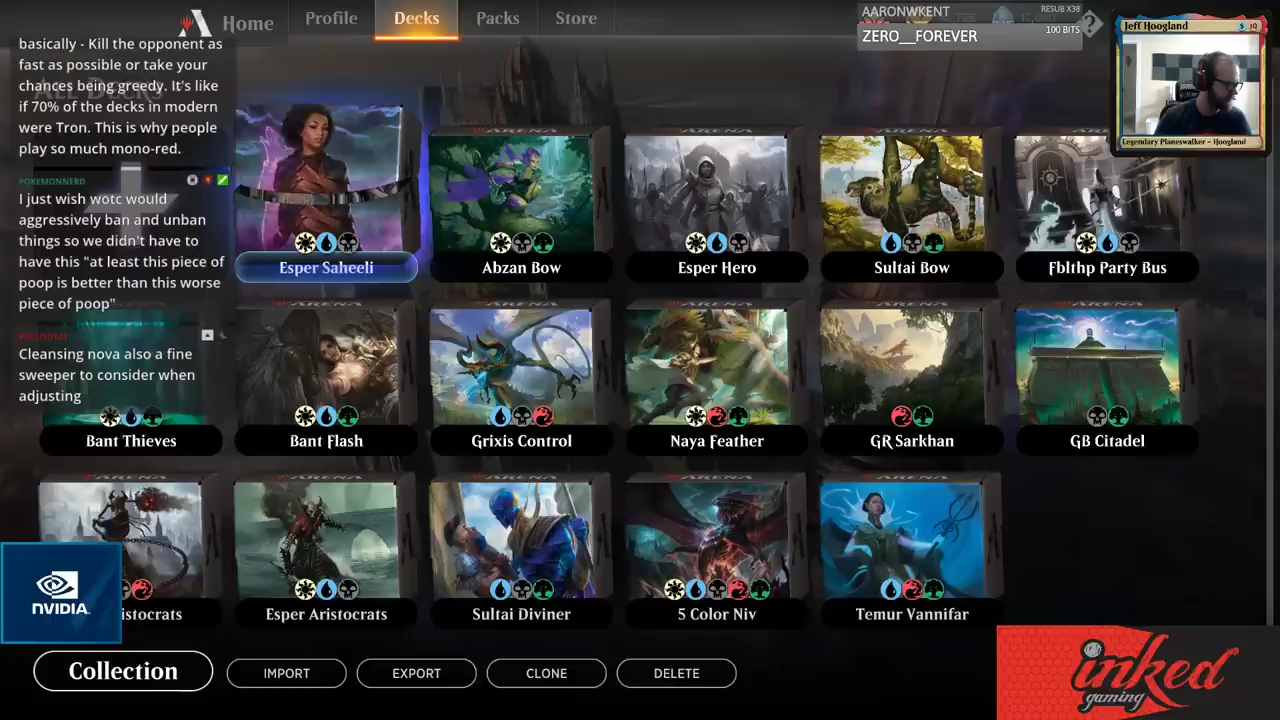 Home
Profile
Decks
Packs
Store
AARONWKENT
RESUB X38
ZERO__FOREVER
100 BITS
Jeff Hoogland
10
Legendary Planeswalker - Hoogland
basically - Kill the opponent as
fast as possible or take your
chances being greedy. It's like
if 70% of the decks in modern
were Tron. This is why people
play so much mono-red.
POKEMONNERD
I just wish wotc would
aggressively ban and unban
things so we didn't have to
have this "at least this piece of
poop is better than this worse
piece of poop"
Cleansing nova also a fine
sweeper to consider when
adjusting
Esper Saheeli
Abzan Bow
Esper Hero
Sultai Bow
Fblthp Party Bus
Bant Thieves
Bant Flash
Grixis Control
Naya Feather
GR Sarkhan
GB Citadel
istocrats
Esper Aristocrats
Sultai Diviner
5 Color Niv
Temur Vannifar
NVIDIA.
Collection
IMPORT
EXPORT
CLONE
DELETE
inked
gaming